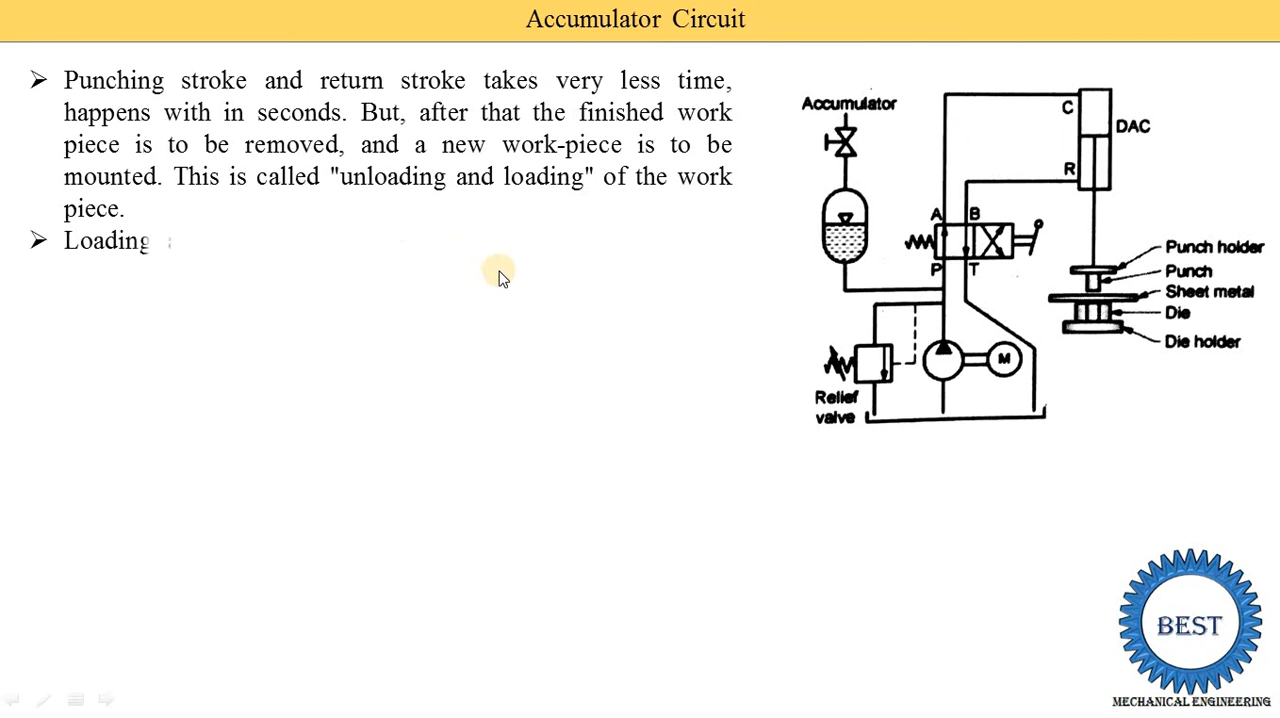 Accumulator Circuit
➢ Punching stroke and return stroke takes very less time,
happens with in seconds. But, after that the finished work
piece is to be removed, and a new work-piece is to be
mounted. This is called "unloading and loading" of the work
piece.
➢ Loading
Accumulator
C
DAC
R
A B
P T
Punch holder
Punch
Sheet metal
Die
Die holder
M
Relief
valve
BEST
MECHANICAL ENGINEERING